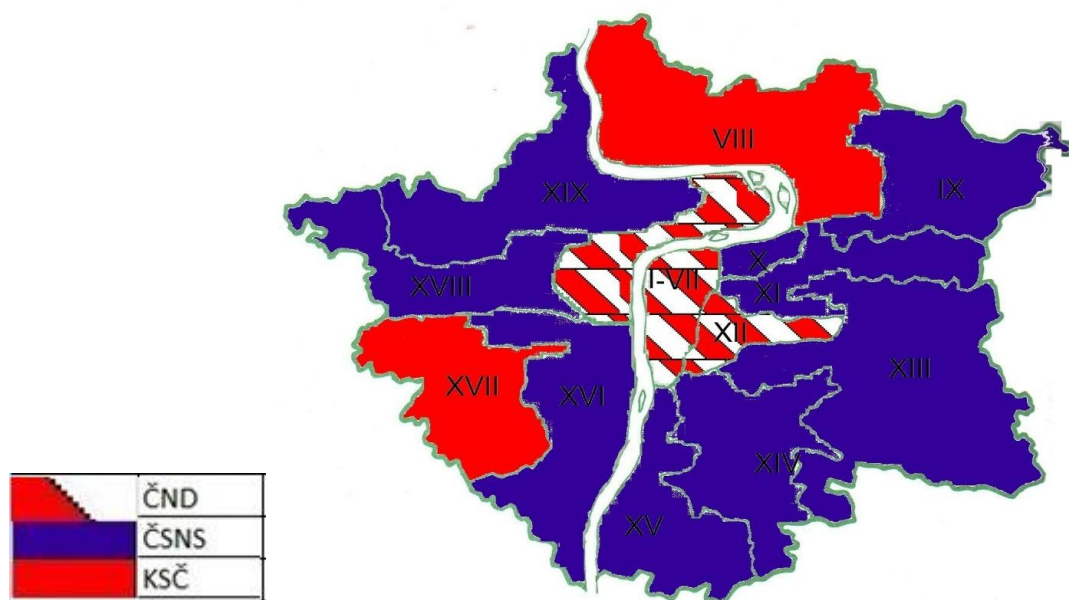 VIII
IX
XIX
X
I-VII
XI
XVIII
XII
XIII
XVII
XVI
XIV
XV
ČND
ČSNS
KSČ